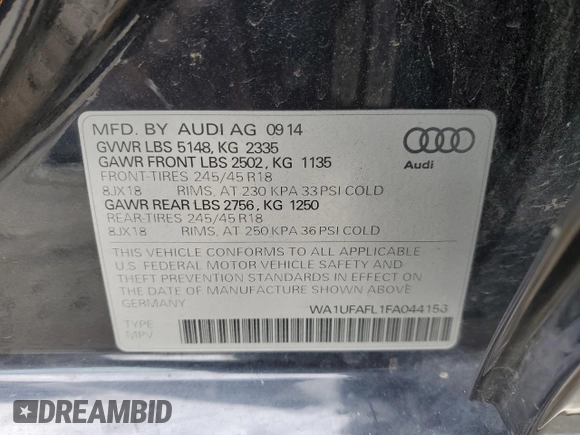 MFD. BY AUDI AG 09 14
GVWR LBS 5148, KG 2335
GAWR FRONT LBS 2502, KG 1135
FRONT-TIRES 245/45 R18
8JX18 RIMS, AT 230 KPA 33 PSI COLD
GAWR REAR LBS 2756, KG 1250
REAR-TIRES 245/45 R18
8JX18 RIMS, AT 250 KPA 36 PSI COLD
Audi
THIS VEHICLE CONFORMS TO ALL APPLICABLE
U.S. FEDERAL MOTOR VEHICLE SAFETY AND
THEFT PREVENTION STANDARDS IN EFFECT ON
THE DATE OF MANUFACTURE SHOWN ABOVE
GERMANY
WA1UFAFL1FA044153
TYPE
MPV
DREAMBID